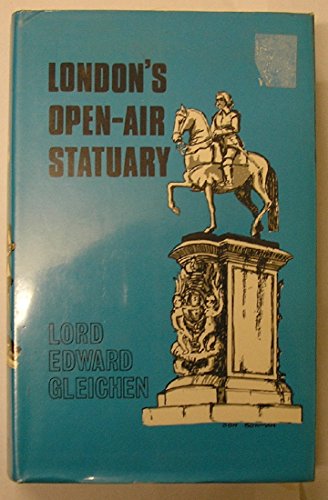 LONDON'S
OPEN-AIR
STATUARY
LORD
EDWARD
GLEICHEN